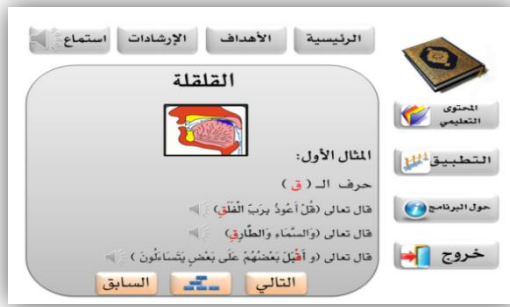 الرئيسية
الأهداف
الإرشادات
استماع
القلقلة
المثال الأول:
حرف الـ ( ق )
قال تعالى (قُلْ أَعُوذُ بِرَبِّ الْفَلَقِ)
قال تعالى (وَالسَّمَاءِ وَالطَّارِقِ)
قال تعالى (و أَقْبَلَ بَعْضُهُمْ عَلَى بَعْضٍ يَتَسَاءَلُونَ )
التالي
السابق
المحتوى
التعليمي
التطبيق
حول البرنامج
خروج